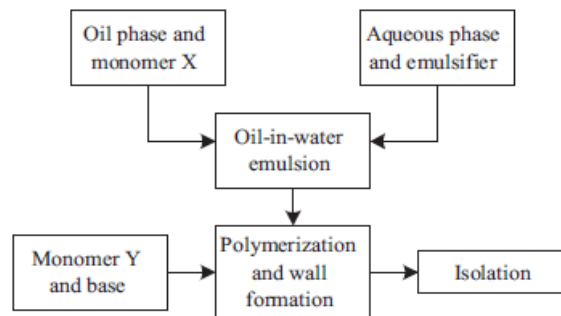 Oil phase and
monomer X
Aqueous phase
and emulsifier
Oil-in-water
emulsion
Monomer Y
and base
Polymerization
and wall
formation
Isolation